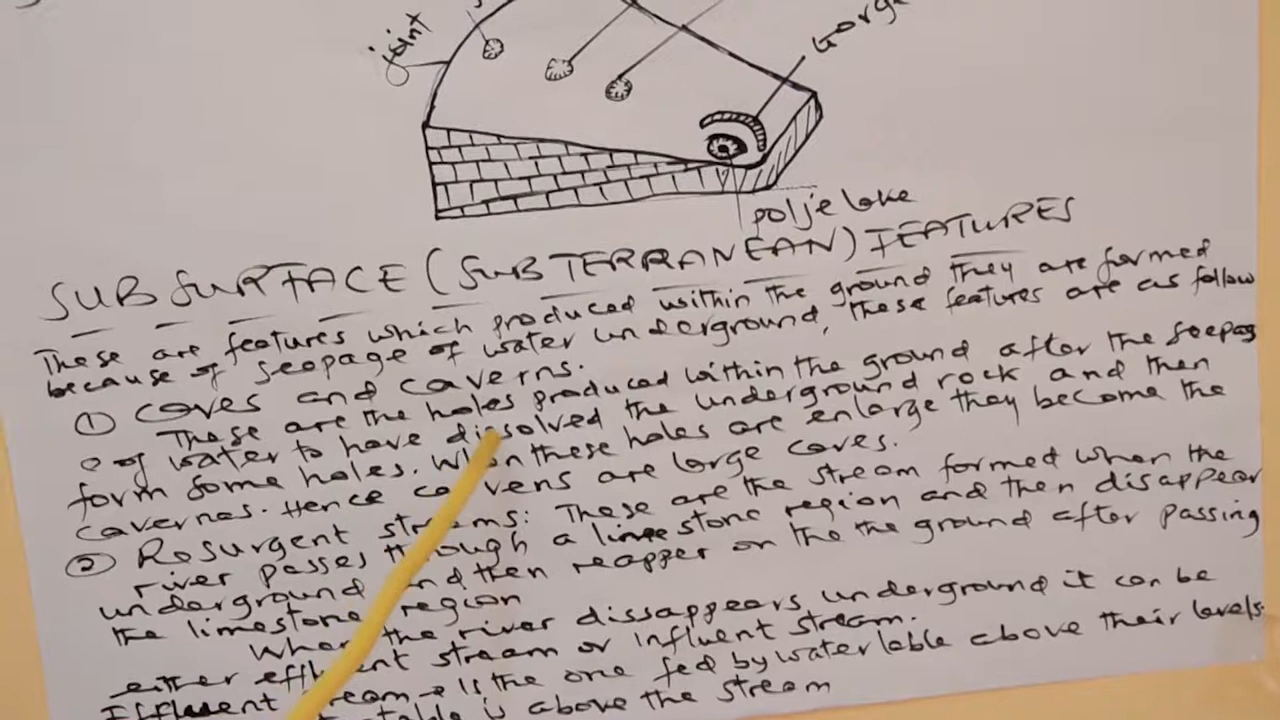 joint
Gorge
polje lake
SUBSURFACE (SUBTERRANEAN) FEATURES
These are features which produced within the ground they are formed
because of seepage of water underground, these features are as follow
① Caves and caverns.
These are the holes produced within the ground after the seepag
e of water to have dissolved the underground rock and then
form some holes. When these holes are enlarge they become the
caverns. Hence cavens are large caves.
② Resurgent streams: These are the stream formed when the
river passes through a limestone region and then disappear
underground and then reapper on the the ground after passing
the limestone region
When the river dissappears underground it can be
either effluent stream or Influent stream.
Effluent stream → Is the one fed by water table above their levels.
table is above the stream